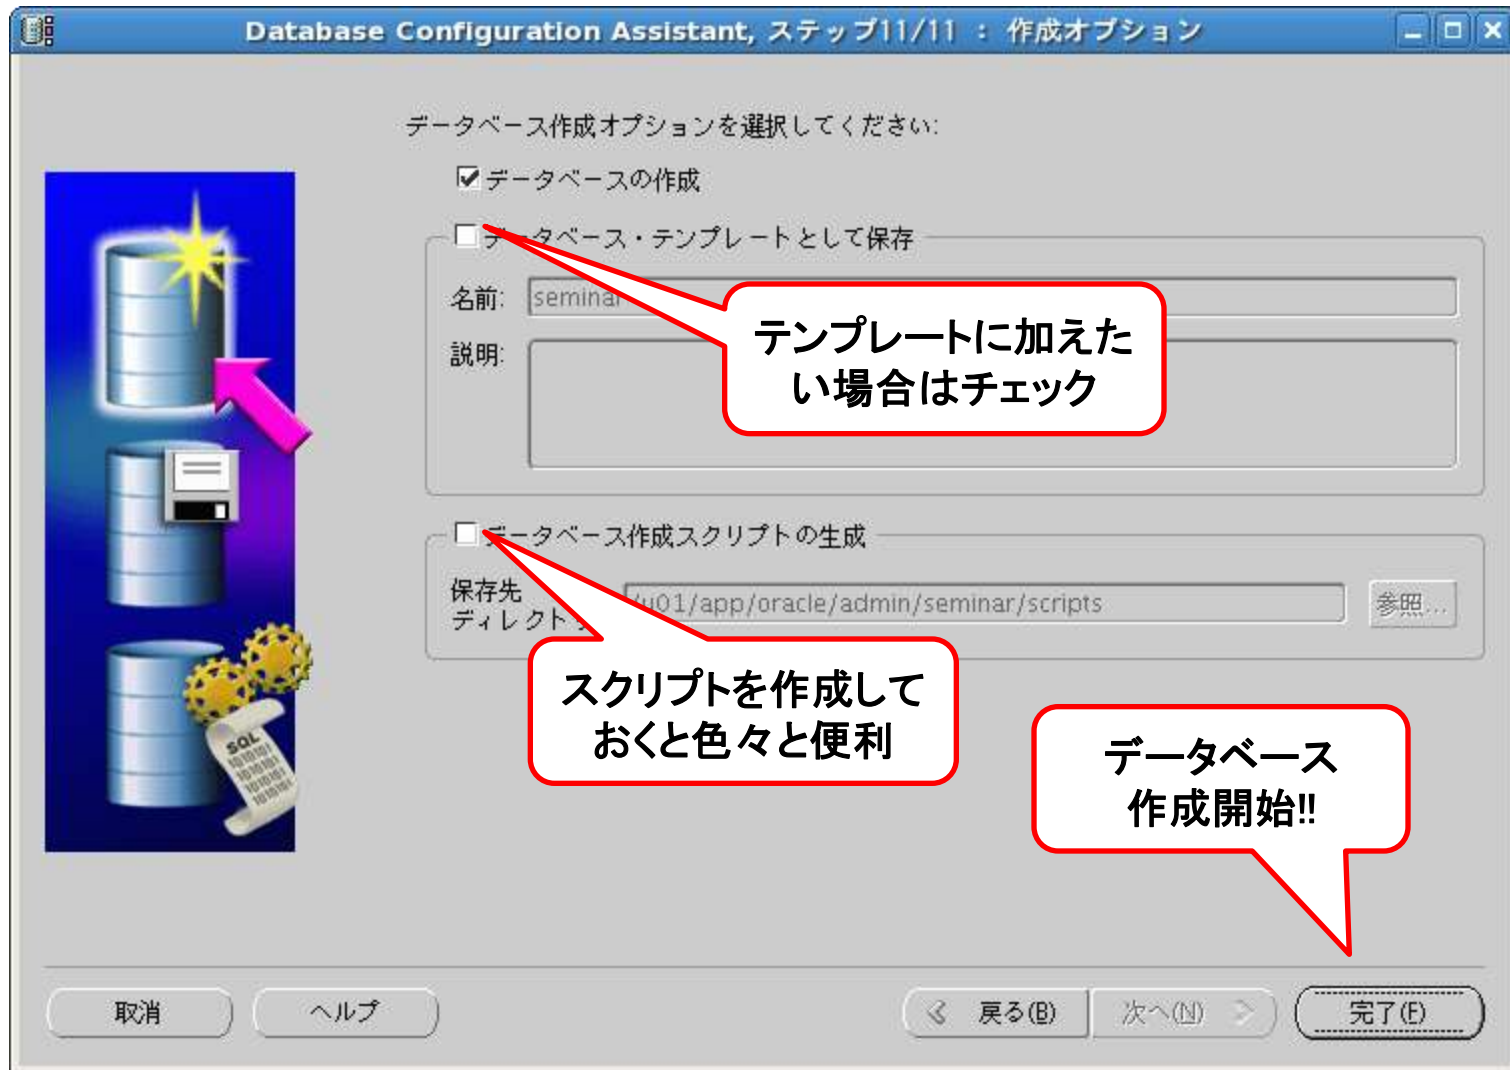 Database Configuration Assistant, ステップ11/11 : 作成オプション
データベース作成オプションを選択してください:
データベースの作成
データベース・テンプレートとして保存
名前: seminar
テンプレートに加えた
い場合はチェック
説明:
データベース作成スクリプトの生成
保存先
ディレクトリ
/u01/app/oracle/admin/seminar/scripts
参照...
スクリプトを作成して
おくと色々と便利
データベース
作成開始!!
SQL
取消
ヘルプ
戻る(B)
次へ(N)
完了(F)